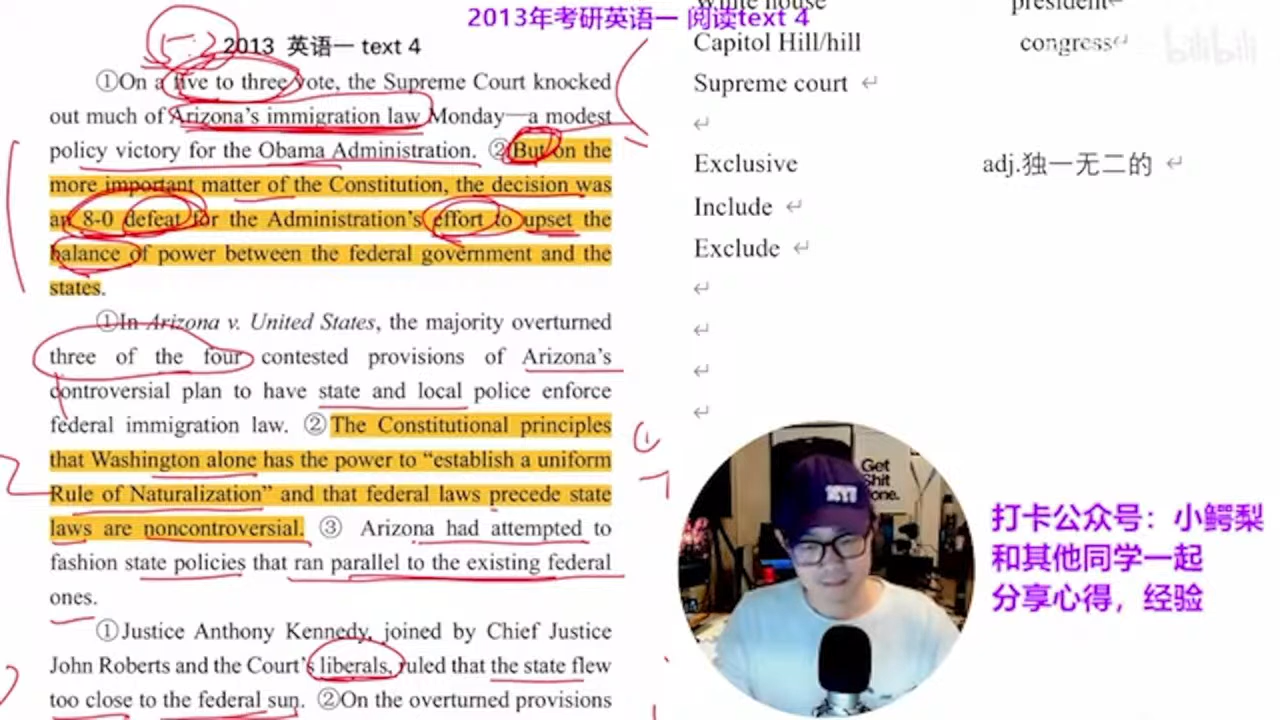 2013年考研英语一 阅读text 4
2013 英语一 text 4
①On a five to three vote, the Supreme Court knocked
out much of Arizona's immigration law Monday—a modest
policy victory for the Obama Administration. ②But on the
more important matter of the Constitution, the decision was
an 8-0 defeat for the Administration's effort to upset the
balance of power between the federal government and the
states.
①In Arizona v. United States, the majority overturned
three of the four contested provisions of Arizona's
controversial plan to have state and local police enforce
federal immigration law. ②The Constitutional principles
that Washington alone has the power to “establish a uniform
Rule of Naturalization” and that federal laws precede state
laws are noncontroversial. ③ Arizona had attempted to
fashion state policies that ran parallel to the existing federal
ones.
①Justice Anthony Kennedy, joined by Chief Justice
John Roberts and the Court's liberals, ruled that the state flew
too close to the federal sun. ②On the overturned provisions
White house president
Capitol Hill/hill congress
Supreme court
Exclusive adj.独一无二的
Include
Exclude
bilibili
Get
Shit
Done.
打卡公众号：小鳄梨
和其他同学一起
分享心得，经验